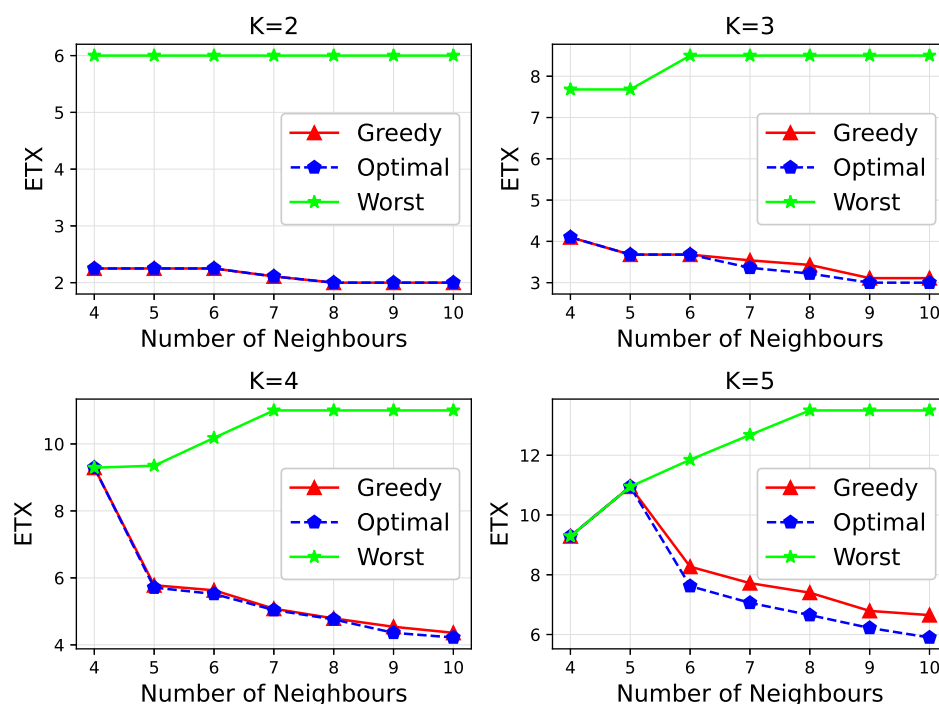 K=2
6
5
4
3
2
ETX
Greedy
Optimal
Worst
4 5 6 7 8 9 10
Number of Neighbours
K=3
8
7
6
5
4
3
ETX
Greedy
Optimal
Worst
4 5 6 7 8 9 10
Number of Neighbours
K=4
10
8
6
4
ETX
Greedy
Optimal
Worst
4 5 6 7 8 9 10
Number of Neighbours
K=5
12
10
8
6
ETX
Greedy
Optimal
Worst
4 5 6 7 8 9 10
Number of Neighbours